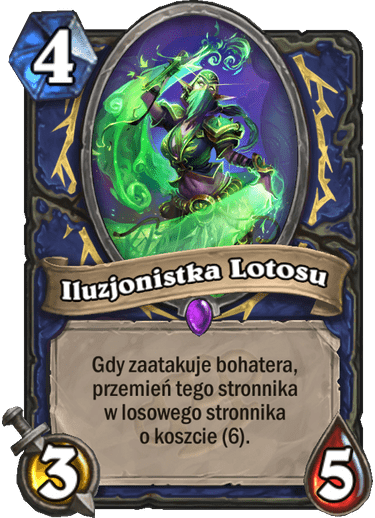 4
Iluzjonistka Lotosu
Gdy zaatakuje bohatera,
przemień tego stronnika
w losowego stronnika
o koszcie (6).
3
5